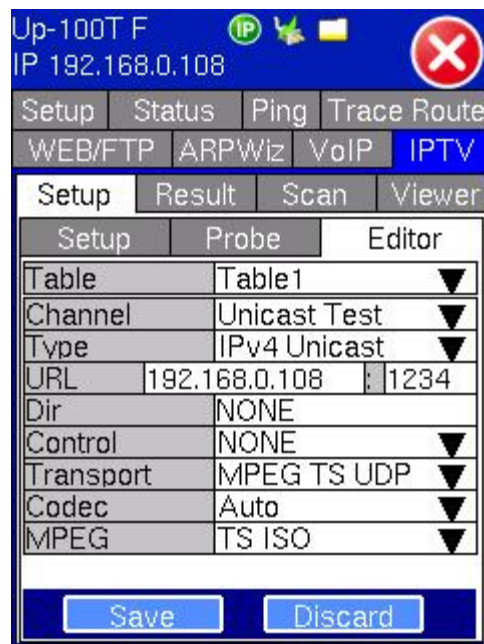 Up-100T F IP
IP 192.168.0.108
Setup Status Ping Trace Route
WEB/FTP ARPWiz VoIP IPTV
Setup Result Scan Viewer
Setup Probe Editor
Table Table1
Channel Unicast Test
Type IPv4 Unicast
URL 192.168.0.108 : 1234
Dir NONE
Control NONE
Transport MPEG TS UDP
Codec Auto
MPEG TS ISO
Save Discard